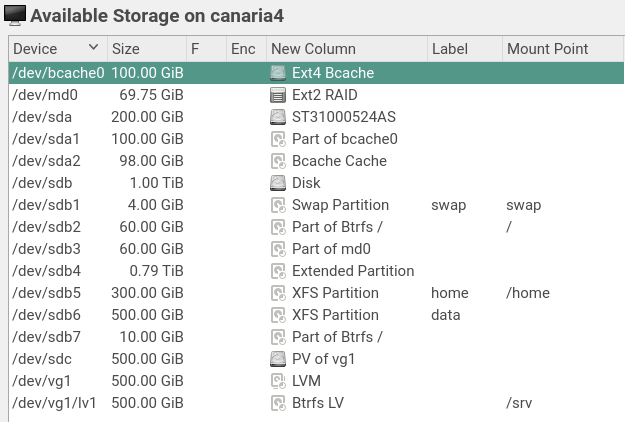 Available Storage on canaria4
Device Size F Enc New Column Label Mount Point
/dev/bcache0 100.00 GiB Ext4 Bcache
/dev/md0 69.75 GiB Ext2 RAID
/dev/sda 200.00 GiB ST31000524AS
/dev/sda1 100.00 GiB Part of bcache0
/dev/sda2 98.00 GiB Bcache Cache
/dev/sdb 1.00 TiB Disk
/dev/sdb1 4.00 GiB Swap Partition swap swap
/dev/sdb2 60.00 GiB Part of Btrfs / /
/dev/sdb3 60.00 GiB Part of md0
/dev/sdb4 0.79 TiB Extended Partition
/dev/sdb5 300.00 GiB XFS Partition home /home
/dev/sdb6 500.00 GiB XFS Partition data
/dev/sdb7 10.00 GiB Part of Btrfs /
/dev/sdc 500.00 GiB PV of vg1
/dev/vg1 500.00 GiB LVM
/dev/vg1/lv1 500.00 GiB Btrfs LV /srv